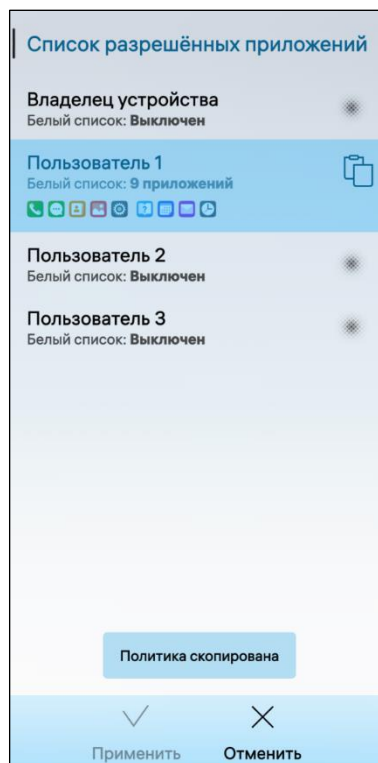 Список разрешённых приложений
Владелец устройства
Белый список: Выключен
Пользователь 1
Белый список: 9 приложений
Пользователь 2
Белый список: Выключен
Пользователь 3
Белый список: Выключен
Политика скопирована
Применить Отменить